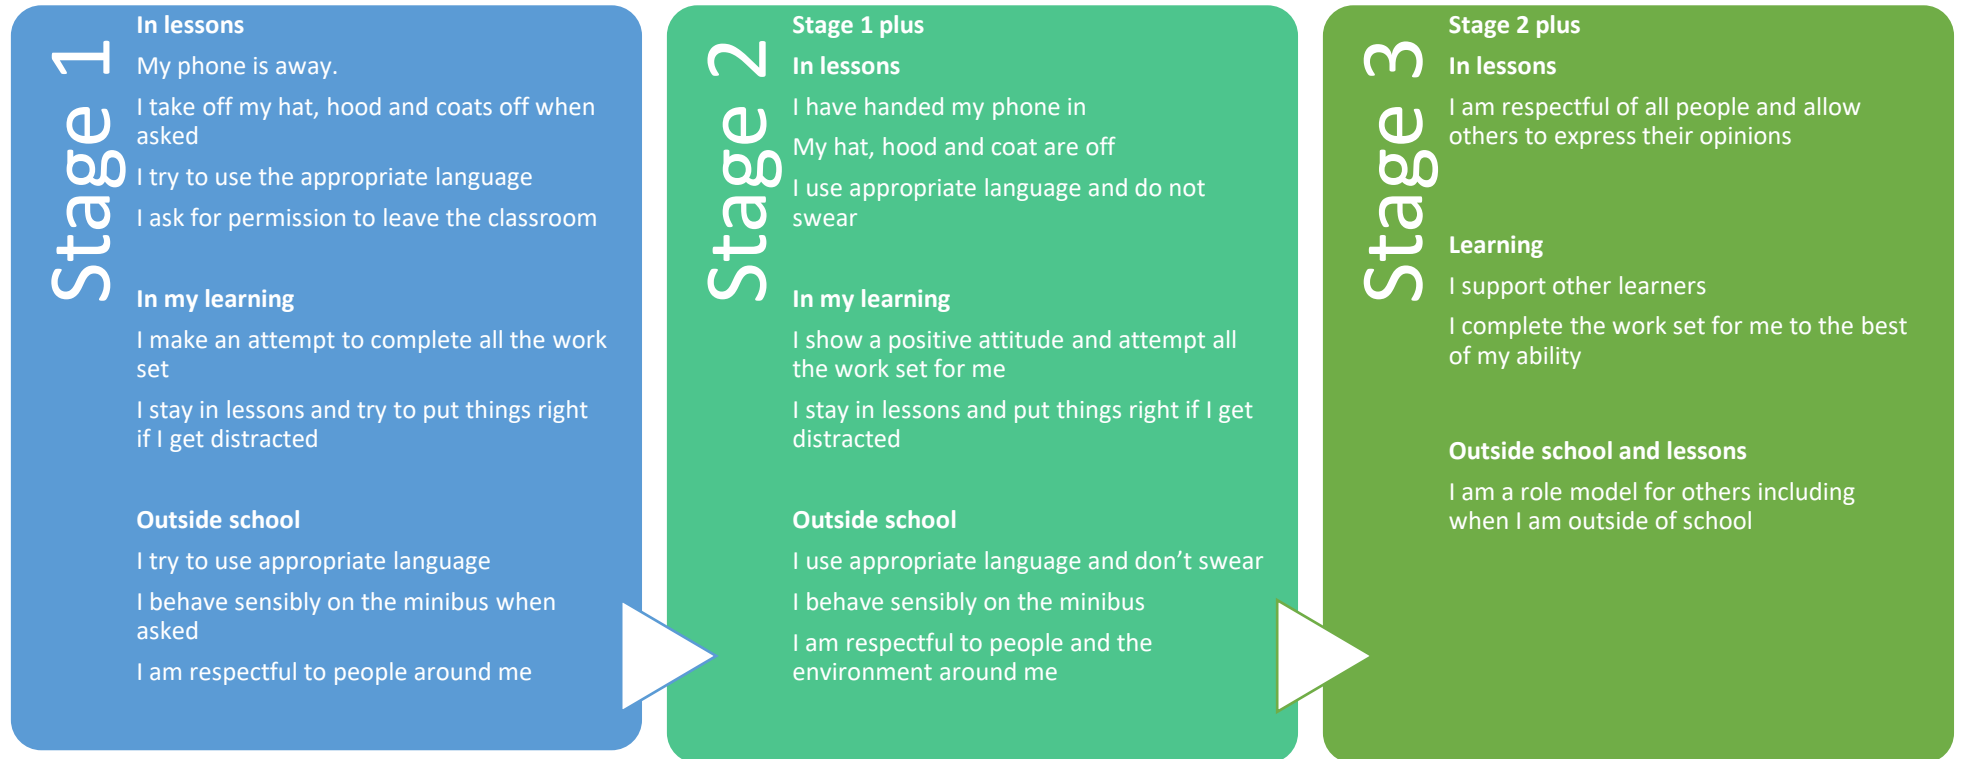 Stage 1
In lessons
My phone is away.
I take off my hat, hood and coats off when
asked
I try to use the appropriate language
I ask for permission to leave the classroom
In my learning
I make an attempt to complete all the work
set
I stay in lessons and try to put things right
if I get distracted
Outside school
I try to use appropriate language
I behave sensibly on the minibus when
asked
I am respectful to people around me
Stage 2
Stage 1 plus
In lessons
I have handed my phone in
My hat, hood and coat are off
I use appropriate language and do not
swear
In my learning
I show a positive attitude and attempt all
the work set for me
I stay in lessons and put things right if I get
distracted
Outside school
I use appropriate language and don’t swear
I behave sensibly on the minibus
I am respectful to people and the
environment around me
Stage 3
Stage 2 plus
In lessons
I am respectful of all people and allow
others to express their opinions
Learning
I support other learners
I complete the work set for me to the best
of my ability
Outside school and lessons
I am a role model for others including
when I am outside of school